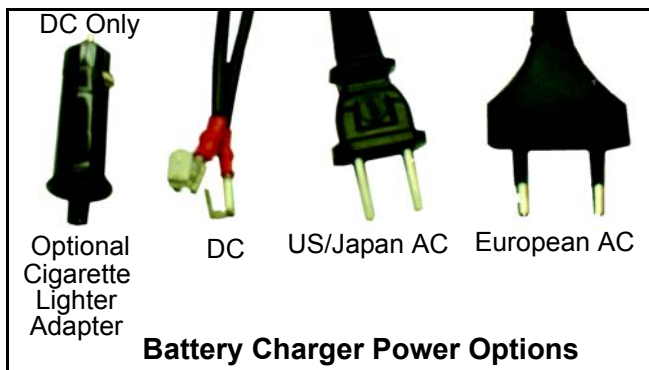 DC Only
Optional
Cigarette
Lighter
Adapter
DC
US/Japan AC
European AC
Battery Charger Power Options